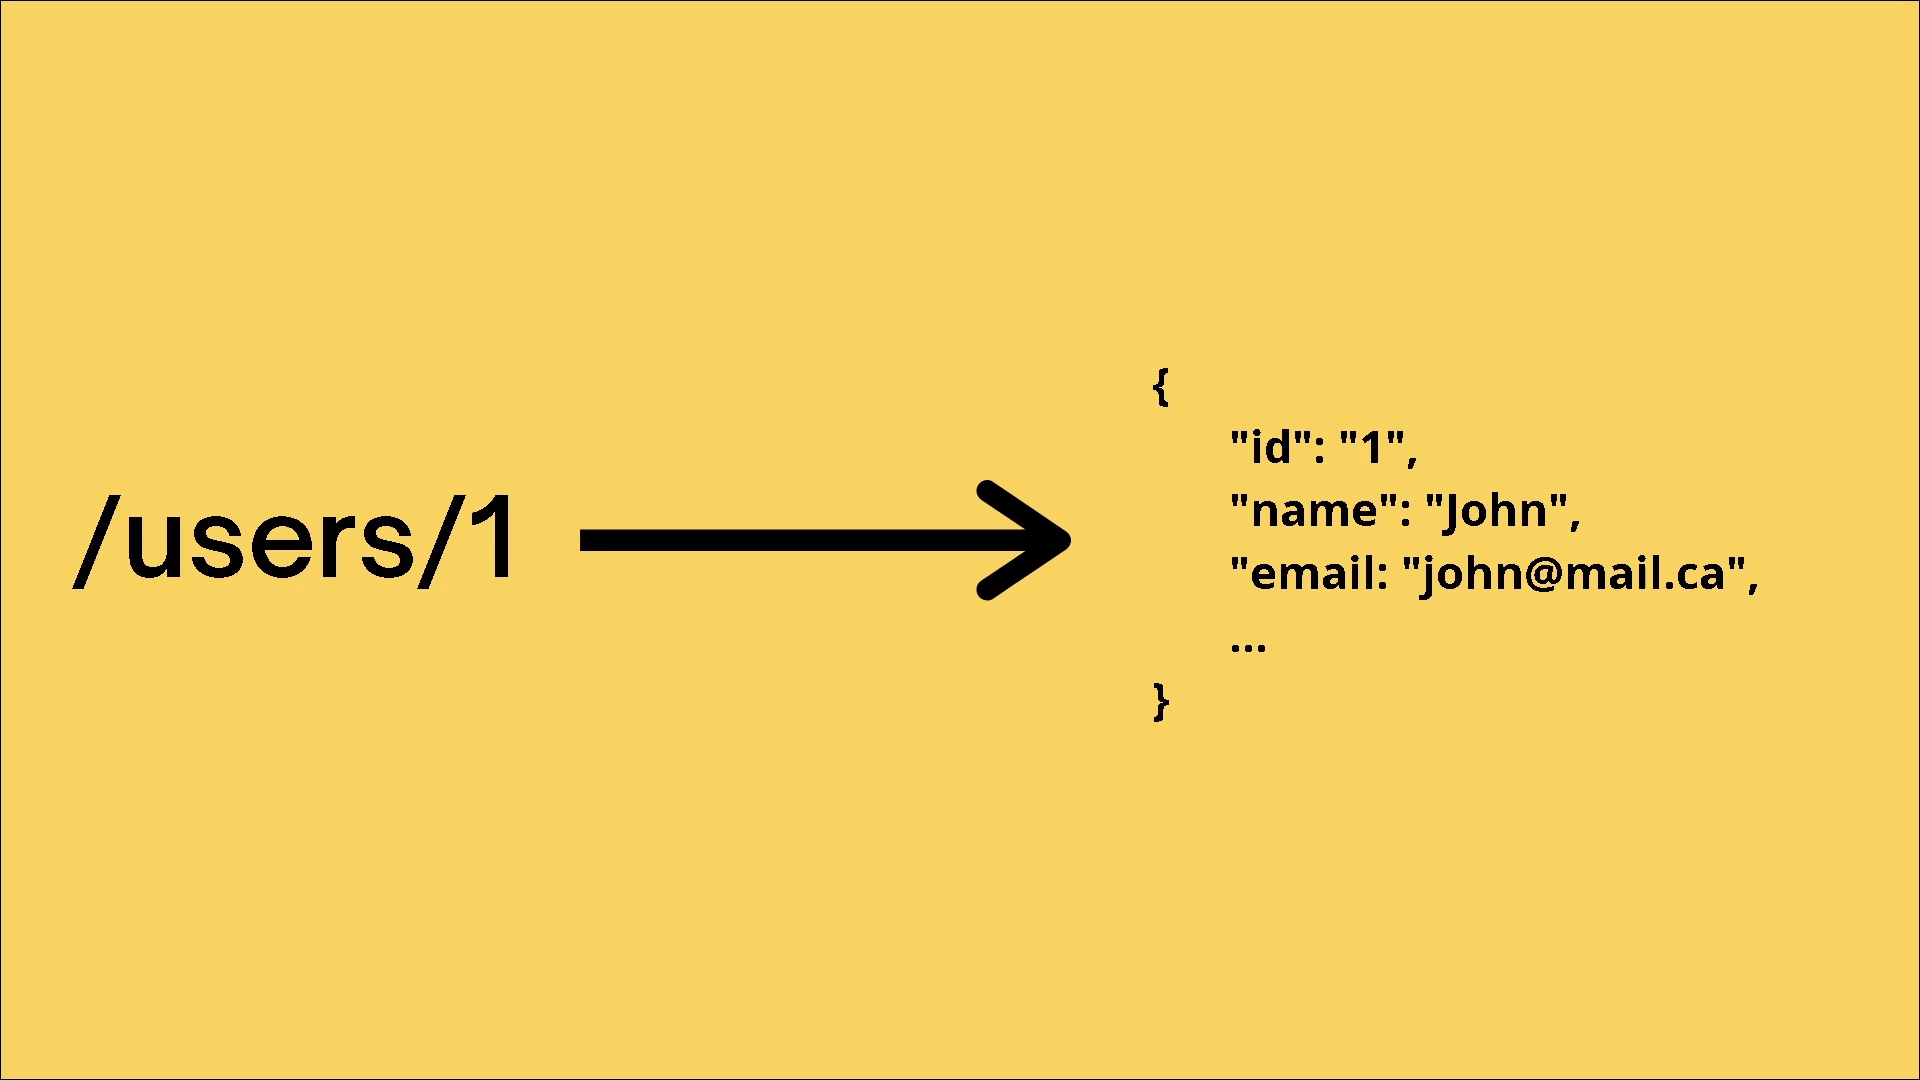 /users/1
{
"id": "1",
"name": "John",
"email: "john@mail.ca",
...
}